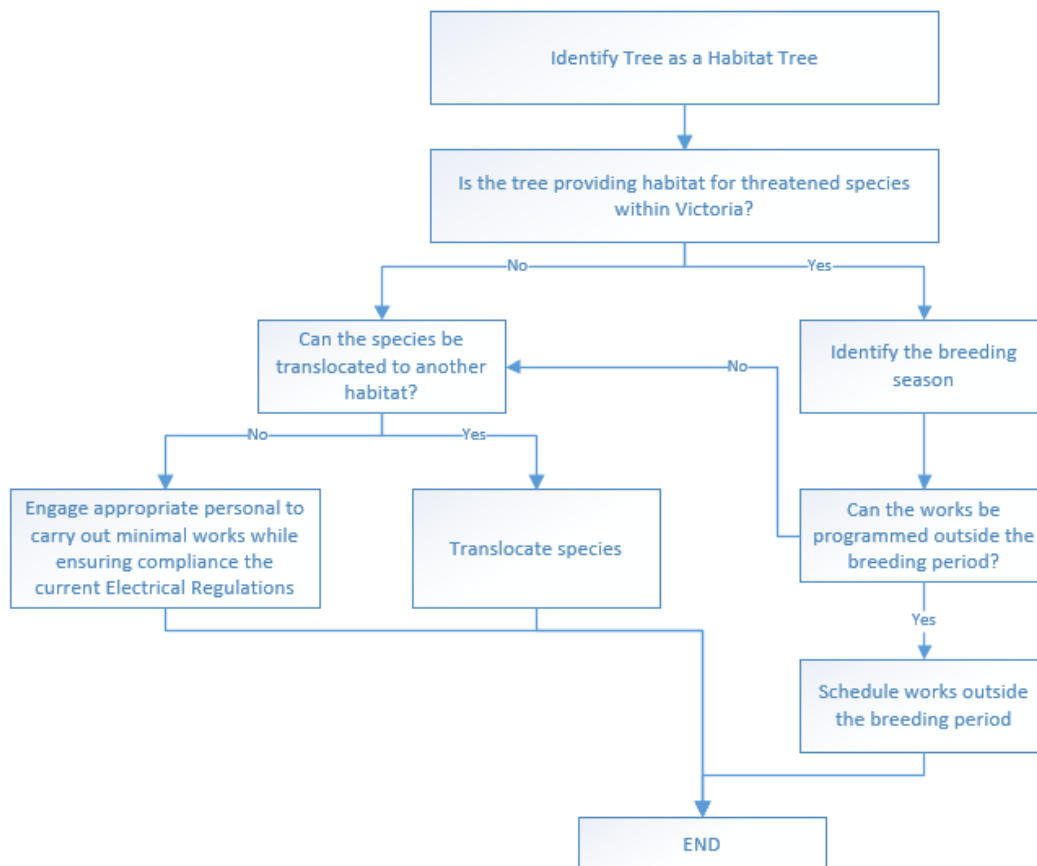 Identify Tree as a Habitat Tree
Is the tree providing habitat for threatened species
within Victoria?
No
Yes
Can the species be
translocated to another
habitat?
No
Identify the breeding
season
No
Yes
Engage appropriate personal to
carry out minimal works while
ensuring compliance the
current Electrical Regulations
Translocate species
Can the works be
programmed outside the
breeding period?
Yes
Schedule works outside
the breeding period
END